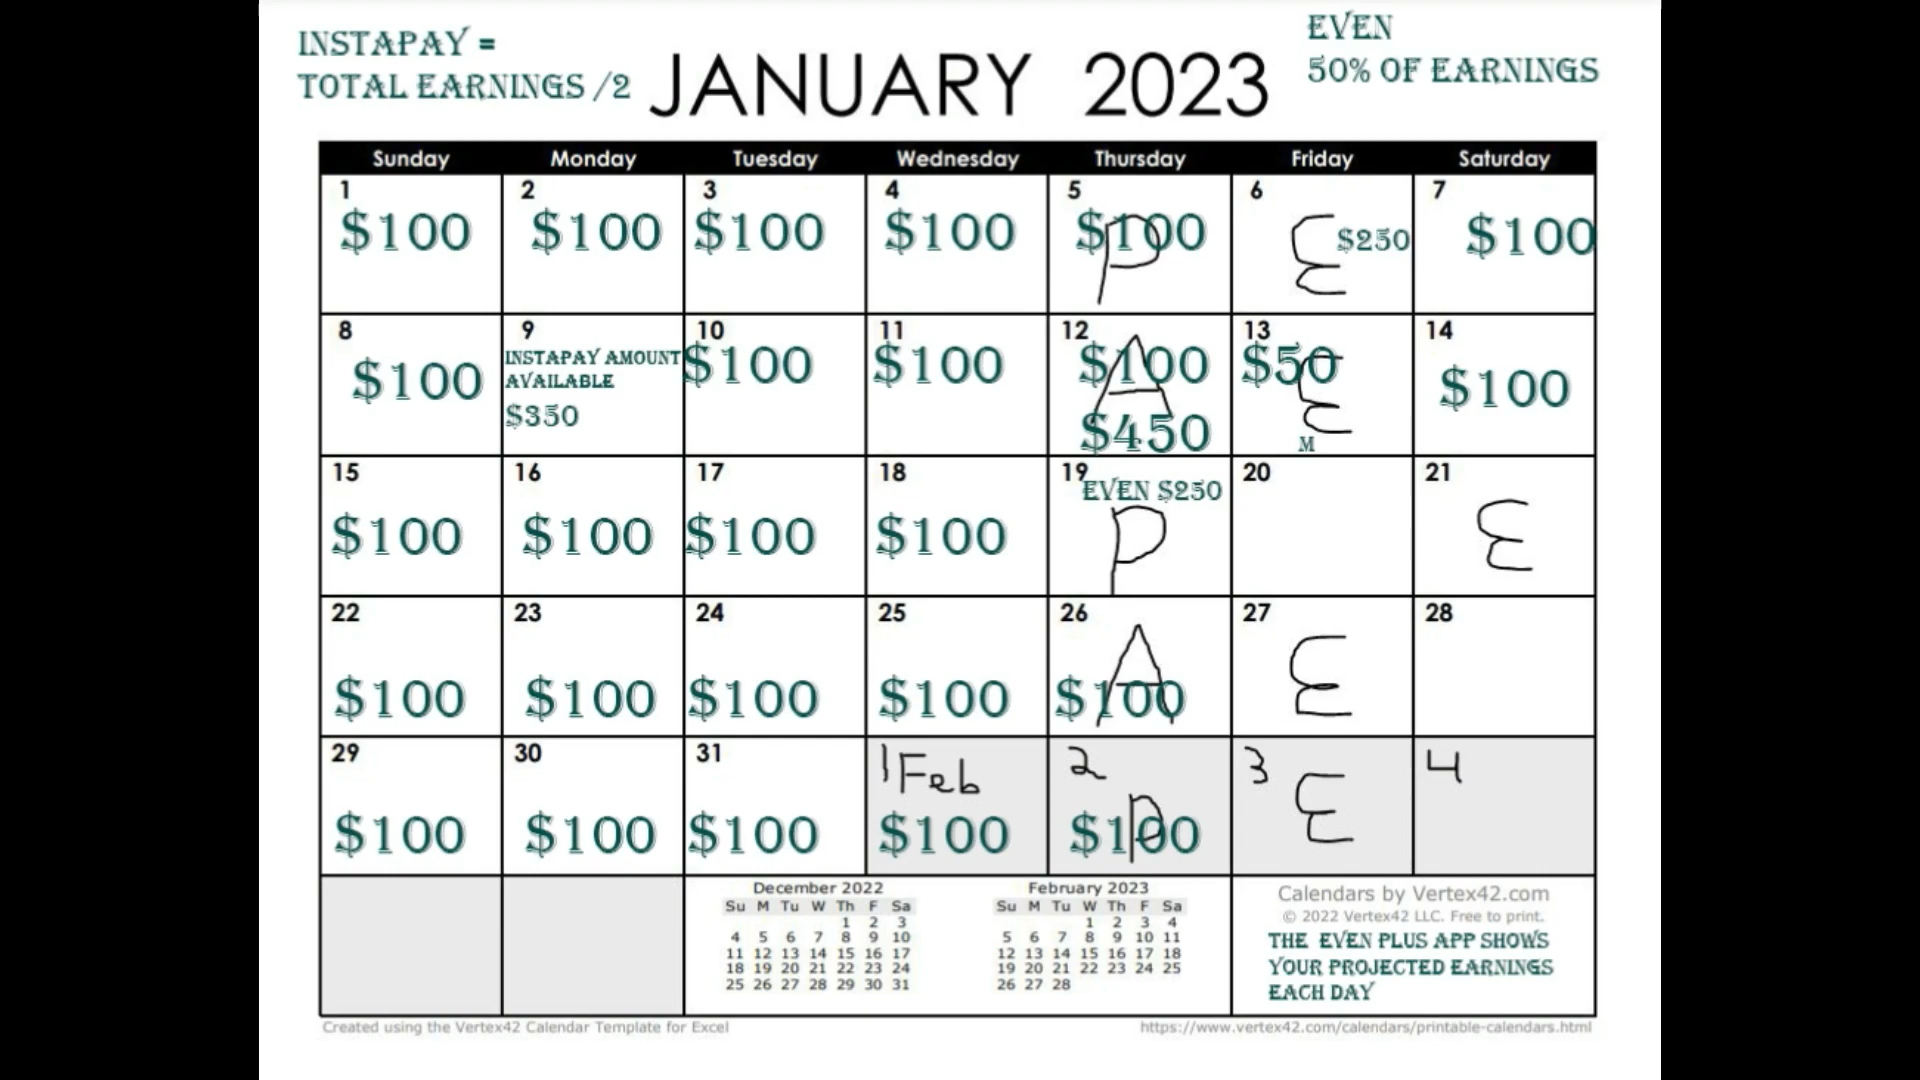 INSTAPAY =
TOTAL EARNINGS /2
JANUARY 2023
EVEN
50% OF EARNINGS
Sunday Monday Tuesday Wednesday Thursday Friday Saturday
1 2 3 4 5 6 7
$100 $100 $100 $100 $100 P E $250 $100
8 9 10 11 12 13 14
$100 INSTAPAY AMOUNT AVAILABLE $350 $100 $100 $100 A $450 $50 E M $100
15 16 17 18 19 20 21
$100 $100 $100 $100 EVEN $250 P E
22 23 24 25 26 27 28
$100 $100 $100 $100 $100 A E
29 30 31 1 Feb 2 3 4
$100 $100 $100 $100 $100 P E
December 2022
Su M Tu W Th F Sa
1 2 3
4 5 6 7 8 9 10
11 12 13 14 15 16 17
18 19 20 21 22 23 24
25 26 27 28 29 30 31
February 2023
Su M Tu W Th F Sa
1 2 3 4
5 6 7 8 9 10 11
12 13 14 15 16 17 18
19 20 21 22 23 24 25
26 27 28
Calendars by Vertex42.com
© 2022 Vertex42 LLC. Free to print.
THE EVEN PLUS APP SHOWS
YOUR PROJECTED EARNINGS
EACH DAY
Created using the Vertex42 Calendar Template for Excel
https://www.vertex42.com/calendars/printable-calendars.html